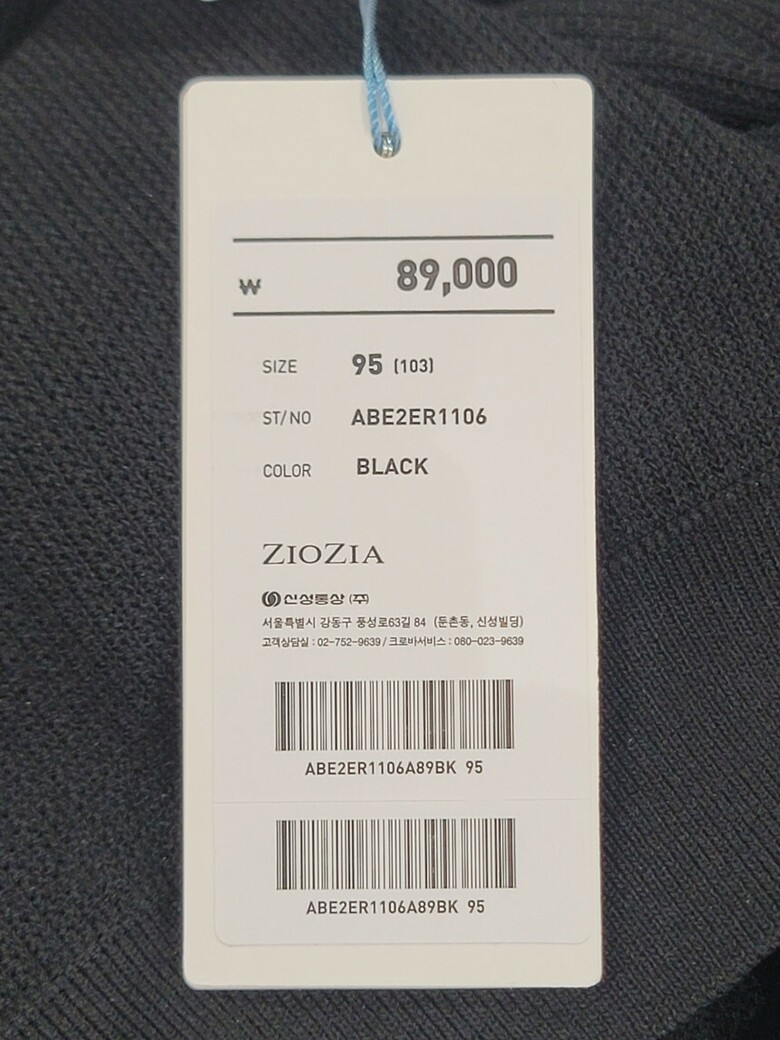 ₩ 89,000
SIZE 95 (103)
ST/NO ABE2ER1106
COLOR BLACK
ZIOZIA
신성통상 (주)
서울특별시 강동구 풍성로63길 84 (둔촌동, 신성빌딩)
고객상담실 : 02-752-9639 / 크로바서비스 : 080-023-9639
ABE2ER1106A89BK 95
ABE2ER1106A89BK 95